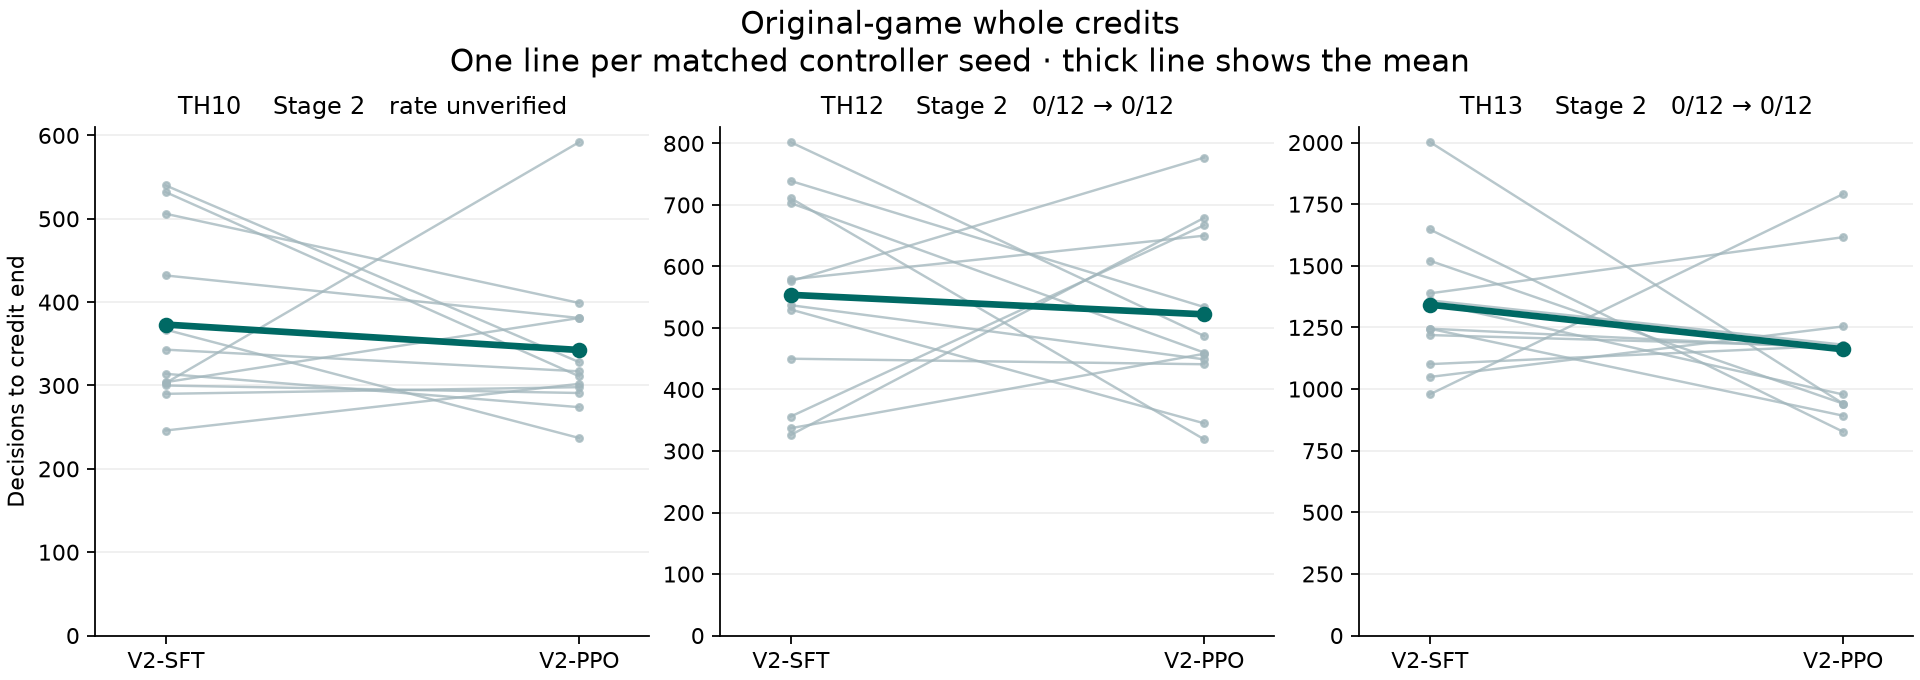 Original-game whole credits
One line per matched controller seed · thick line shows the mean
TH10 Stage 2 rate unverified
Decisions to credit end
600
500
400
300
200
100
0
V2-SFT V2-PPO
TH12 Stage 2 0/12 → 0/12
800
700
600
500
400
300
200
100
0
V2-SFT V2-PPO
TH13 Stage 2 0/12 → 0/12
2000
1750
1500
1250
1000
750
500
250
0
V2-SFT V2-PPO